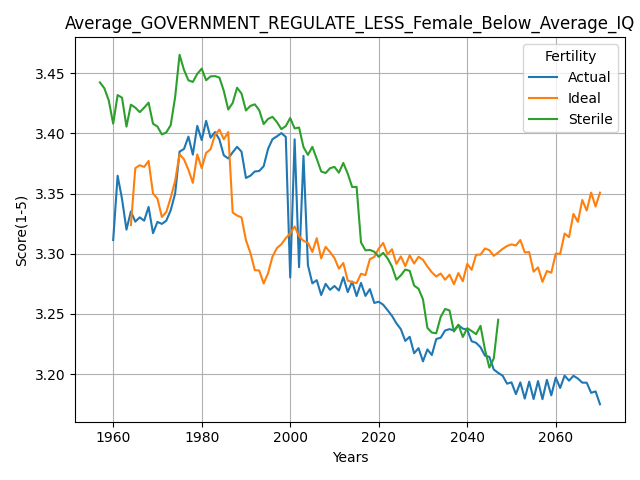 Average_GOVERNMENT_REGULATE_LESS_Female_Below_Average_IQ
Fertility
Actual
Ideal
Sterile
Score(1-5)
3.45
3.40
3.35
3.30
3.25
3.20
1960 1980 2000 2020 2040 2060
Years